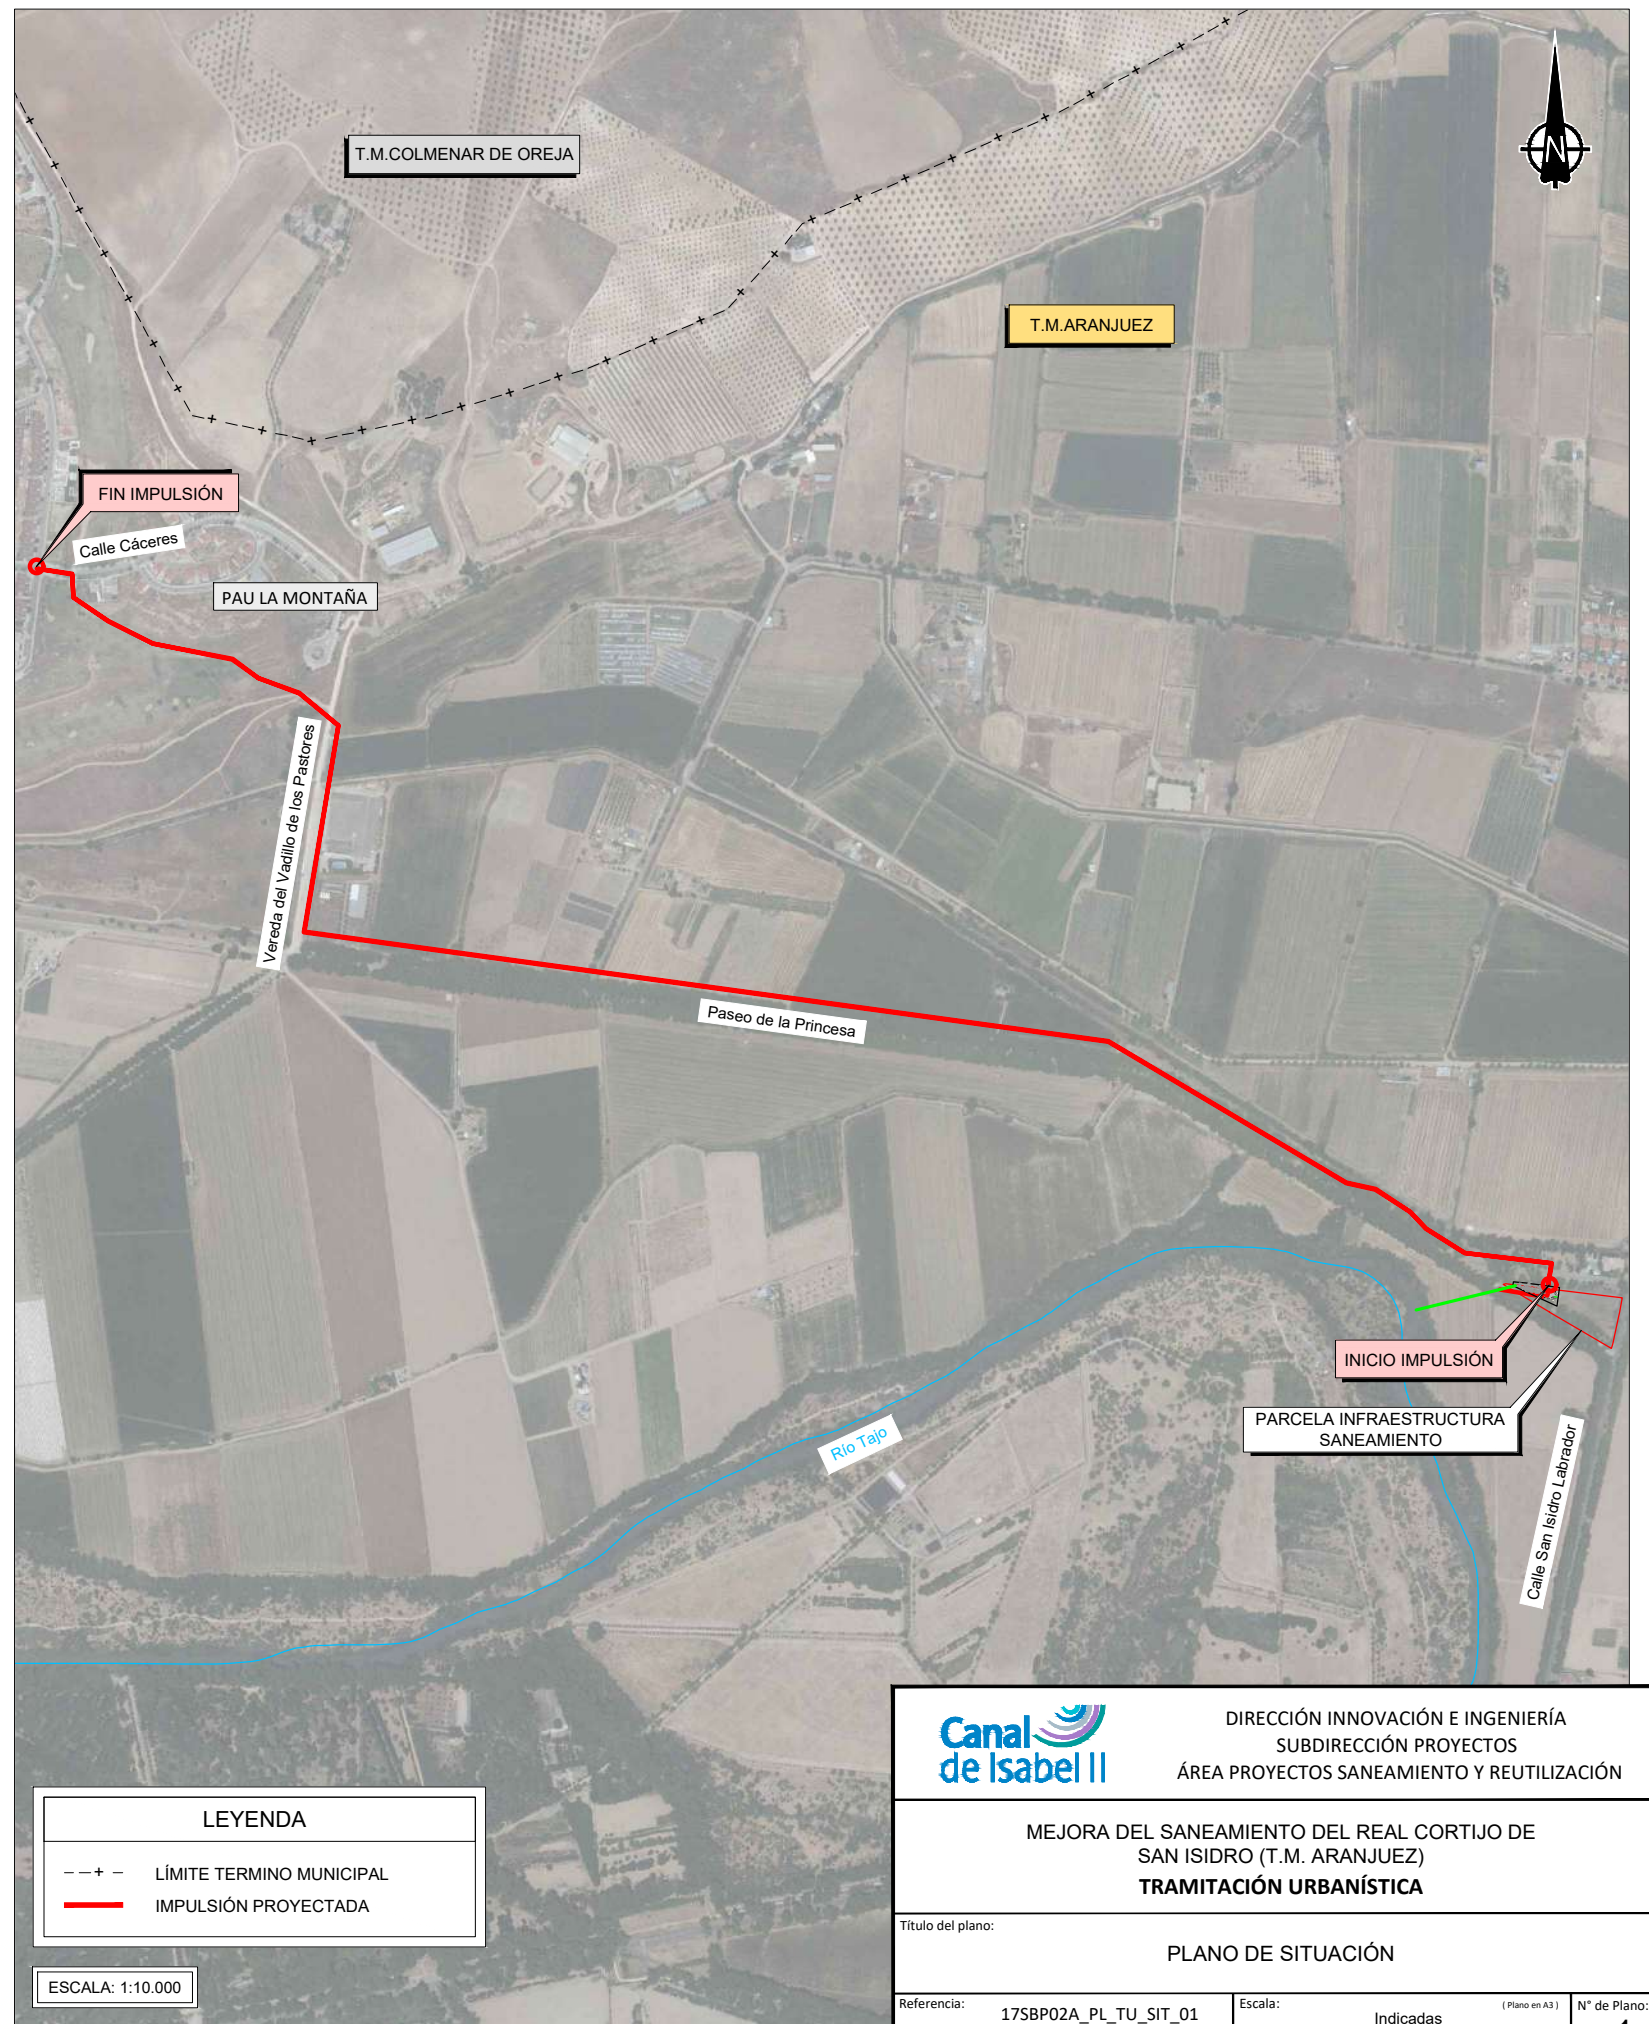 T.M.COLMENAR DE OREJA
N
T.M.ARANJUEZ
FIN IMPULSIÓN
Calle Cáceres
PAU LA MONTAÑA
Vereda del Vadillo de los Pastores
Paseo de la Princesa
INICIO IMPULSIÓN
PARCELA INFRAESTRUCTURA
SANEAMIENTO
Río Tajo
Calle San Isidro Labrador
LEYENDA
LÍMITE TERMINO MUNICIPAL
IMPULSIÓN PROYECTADA
ESCALA: 1:10.000
Canal
de Isabel II
DIRECCIÓN INNOVACIÓN E INGENIERÍA
SUBDIRECCIÓN PROYECTOS
ÁREA PROYECTOS SANEAMIENTO Y REUTILIZACIÓN
MEJORA DEL SANEAMIENTO DEL REAL CORTIJO DE
SAN ISIDRO (T.M. ARANJUEZ)
TRAMITACIÓN URBANÍSTICA
Título del plano:
PLANO DE SITUACIÓN
Referencia:
17SBP02A_PL_TU_SIT_01
Escala:
(Plano en A3)
Indicadas
N° de Plano: